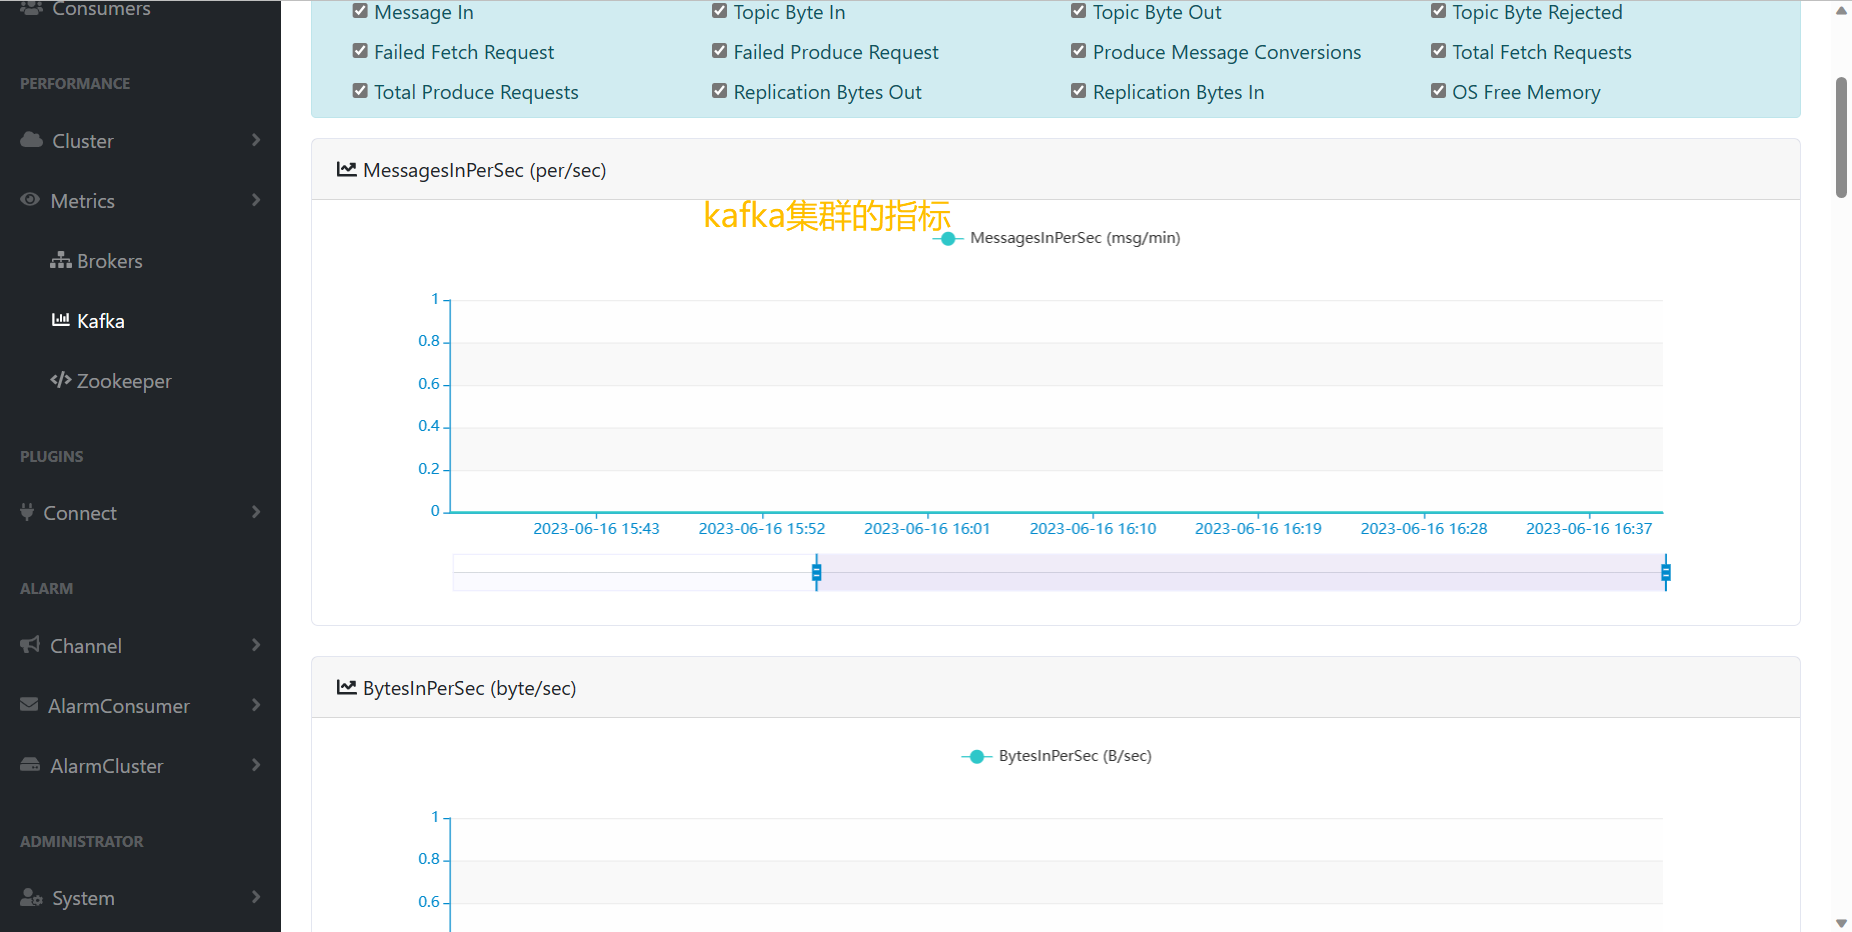 Consumers
PERFORMANCE
Cluster
Metrics
Brokers
Kafka
Zookeeper
PLUGINS
Connect
ALARM
Channel
AlarmConsumer
AlarmCluster
ADMINISTRATOR
System
Message In Topic Byte In Topic Byte Out Topic Byte Rejected
Failed Fetch Request Failed Produce Request Produce Message Conversions Total Fetch Requests
Total Produce Requests Replication Bytes Out Replication Bytes In OS Free Memory
MessagesInPerSec (per/sec)
kafka集群的指标
MessagesInPerSec (msg/min)
1
0.8
0.6
0.4
0.2
0
2023-06-16 15:43 2023-06-16 15:52 2023-06-16 16:01 2023-06-16 16:10 2023-06-16 16:19 2023-06-16 16:28 2023-06-16 16:37
BytesInPerSec (byte/sec)
BytesInPerSec (B/sec)
1
0.8
0.6